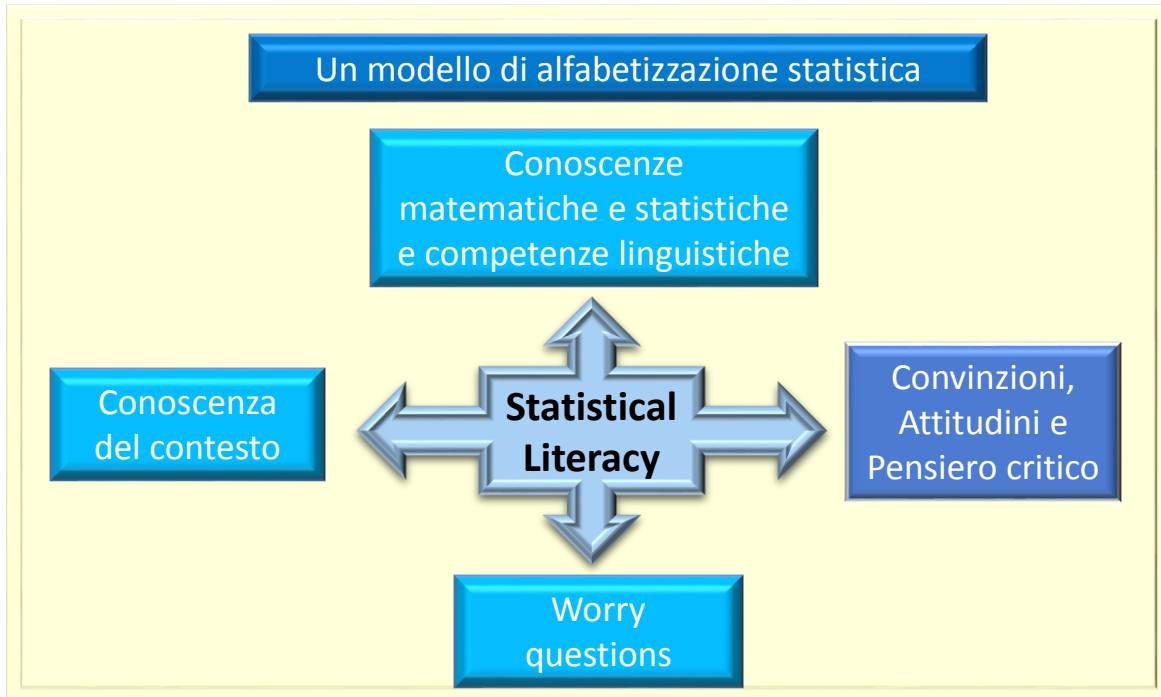 Un modello di alfabetizzazione statistica
Conoscenze
matematiche e statistiche
e competenze linguistiche
Conoscenza
del contesto
Statistical
Literacy
Convinzioni,
Attitudini e
Pensiero critico
Worry
questions